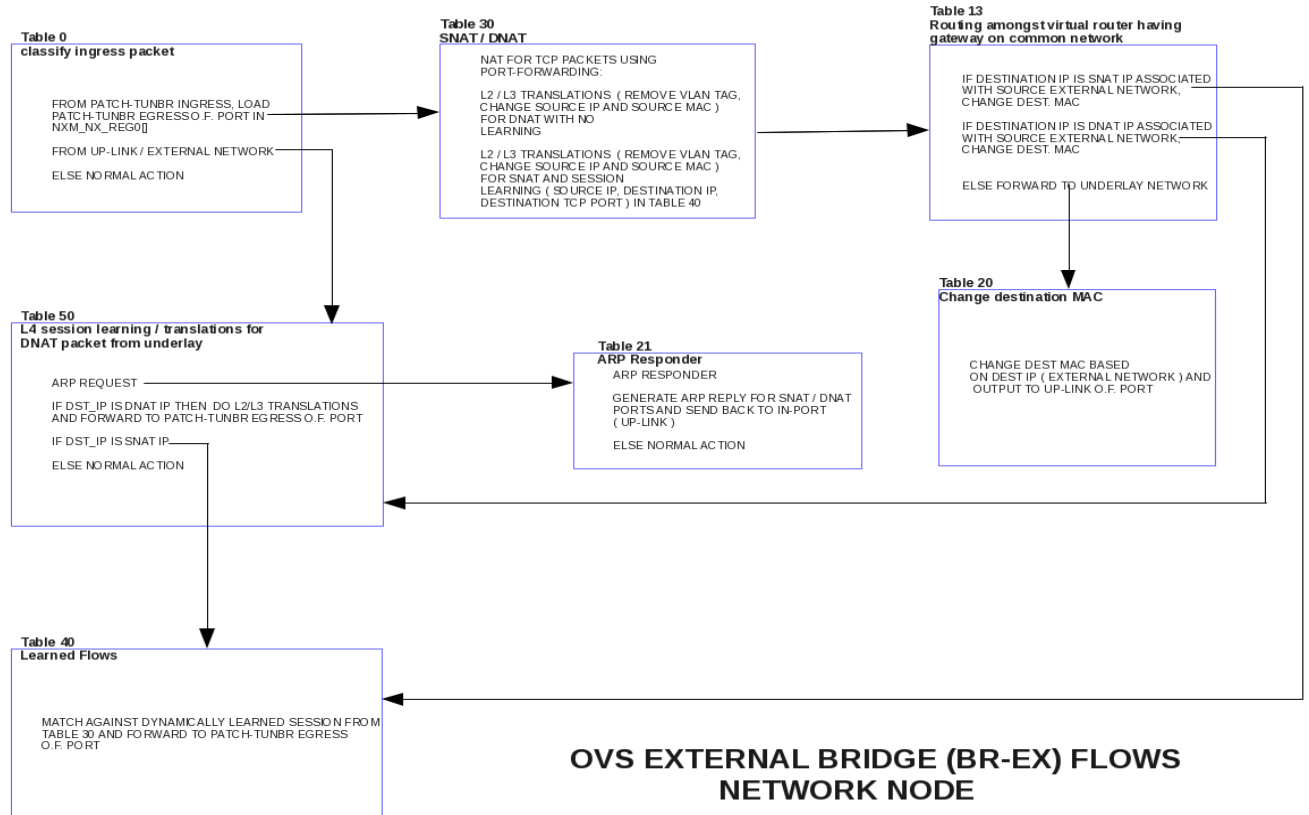 Table 0
classify ingress packet
FROM PATCH-TUNBR INGRESS, LOAD
PATCH-TUNBR EGRESS O.F. PORT IN
NXM_NX_REG0[]
FROM UP-LINK / EXTERNAL NETWORK
ELSE NORMAL ACTION
Table 30
SNAT / DNAT
NAT FOR TCP PACKETS USING
PORT-FORWARDING:
L2 / L3 TRANSLATIONS ( REMOVE VLAN TAG,
CHANGE SOURCE IP AND SOURCE MAC )
FOR DNAT WITH NO
LEARNING
L2 / L3 TRANSLATIONS ( REMOVE VLAN TAG,
CHANGE SOURCE IP AND SOURCE MAC )
FOR SNAT AND SESSION
LEARNING ( SOURCE IP, DESTINATION IP,
DESTINATION TCP PORT ) IN TABLE 40
Table 13
Routing amongst virtual router having
gateway on common network
IF DESTINATION IP IS SNAT IP ASSOCIATED
WITH SOURCE EXTERNAL NETWORK,
CHANGE DEST. MAC
IF DESTINATION IP IS DNAT IP ASSOCIATED
WITH SOURCE EXTERNAL NETWORK,
CHANGE DEST. MAC
ELSE FORWARD TO UNDERLAY NETWORK
Table 50
L4 session learning / translations for
DNAT packet from underlay
ARP REQUEST
IF DST_IP IS DNAT IP THEN DO L2/L3 TRANSLATIONS
AND FORWARD TO PATCH-TUNBR EGRESS O.F. PORT
IF DST_IP IS SNAT IP
ELSE NORMAL ACTION
Table 21
ARP Responder
ARP RESPONDER
GENERATE ARP REPLY FOR SNAT / DNAT
PORTS AND SEND BACK TO IN-PORT
( UP-LINK )
ELSE NORMAL ACTION
Table 20
Change destination MAC
CHANGE DEST MAC BASED
ON DEST IP ( EXTERNAL NETWORK ) AND
OUTPUT TO UP-LINK O.F. PORT
Table 40
Learned Flows
MATCH AGAINST DYNAMICALLY LEARNED SESSION FROM
TABLE 30 AND FORWARD TO PATCH-TUNBR EGRESS
O.F. PORT
OVS EXTERNAL BRIDGE (BR-EX) FLOWS
NETWORK NODE